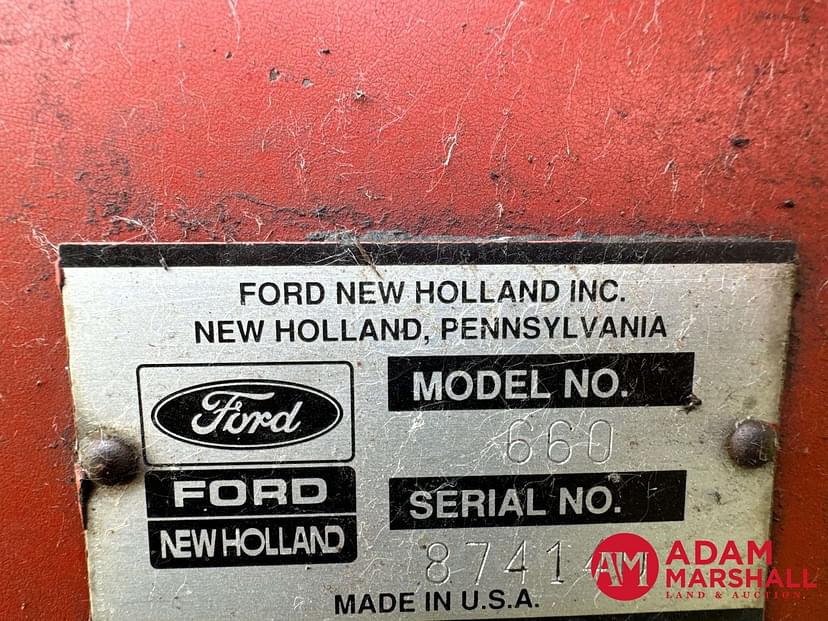 FORD NEW HOLLAND INC.
NEW HOLLAND, PENNSYLVANIA
Ford
FORD
NEW HOLLAND
MODEL NO.
660
SERIAL NO.
MADE IN U.S.A.
AM
ADAM
MARSHALL
LAND & AUCTION